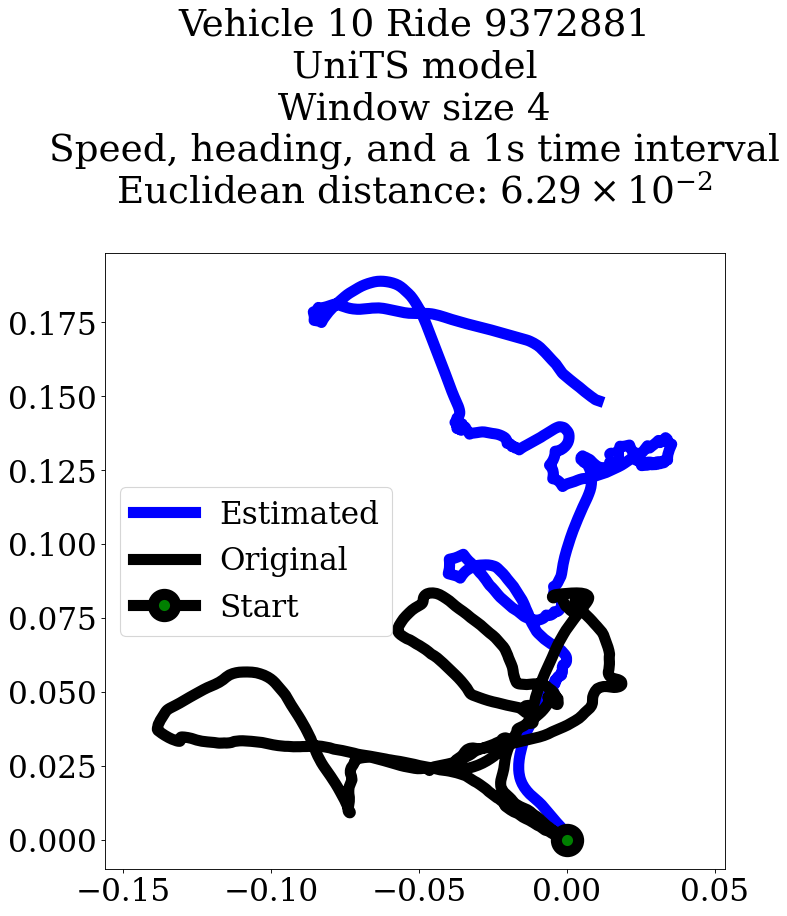 Vehicle 10 Ride 9372881
UniTS model
Window size 4
Speed, heading, and a 1s time interval
Euclidean distance: 6.29 × 10⁻²
0.175
0.150
0.125
0.100
0.075
0.050
0.025
0.000
Estimated
Original
Start
−0.15 −0.10 −0.05 0.00 0.05